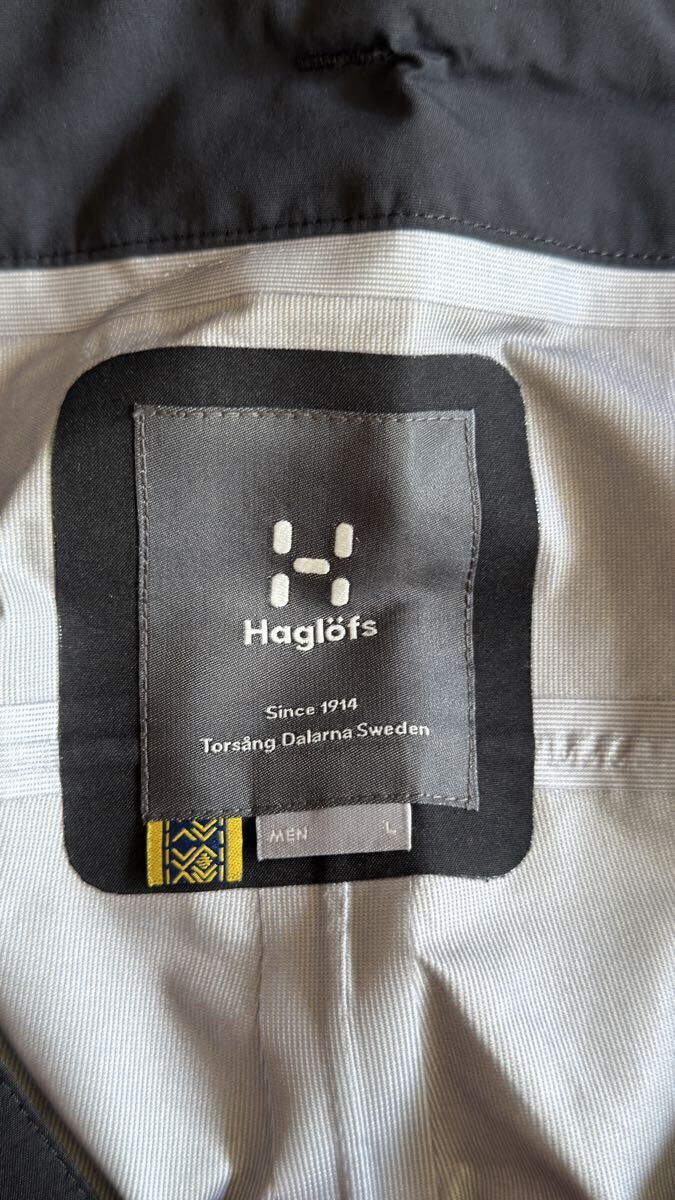 Haglöfs
Since 1914
Torsång Dalarna Sweden
MEN L